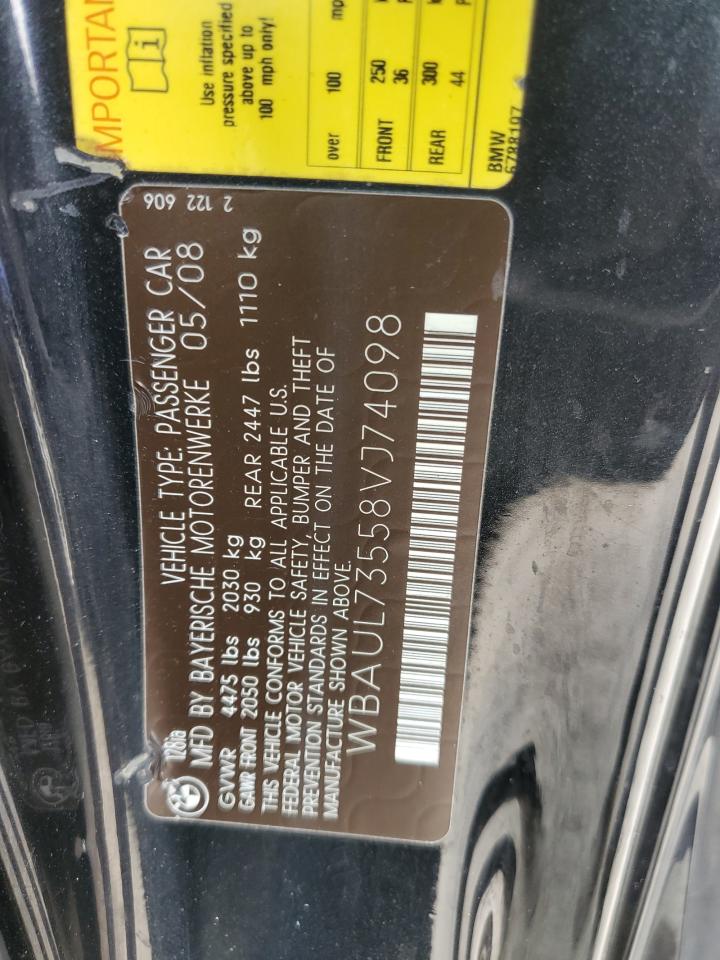 IMPORTAN
Use inflation
pressure specified
above up to
100 mph only!
over 100 mp
FRONT 250
36
REAR 300
44
BMW
6788197
2 122 606
128ia VEHICLE TYPE: PASSENGER CAR
MFD BY BAYERISCHE MOTORENWERKE 05/08
GVWR 4475 lbs 2030 kg
GAWR FRONT 2050 lbs 930 kg REAR 2447 lbs 1110 kg
THIS VEHICLE CONFORMS TO ALL APPLICABLE U.S.
FEDERAL MOTOR VEHICLE SAFETY, BUMPER AND THEFT
PREVENTION STANDARDS IN EFFECT ON THE DATE OF
MANUFACTURE SHOWN ABOVE.
WBAUL73558VJ74098